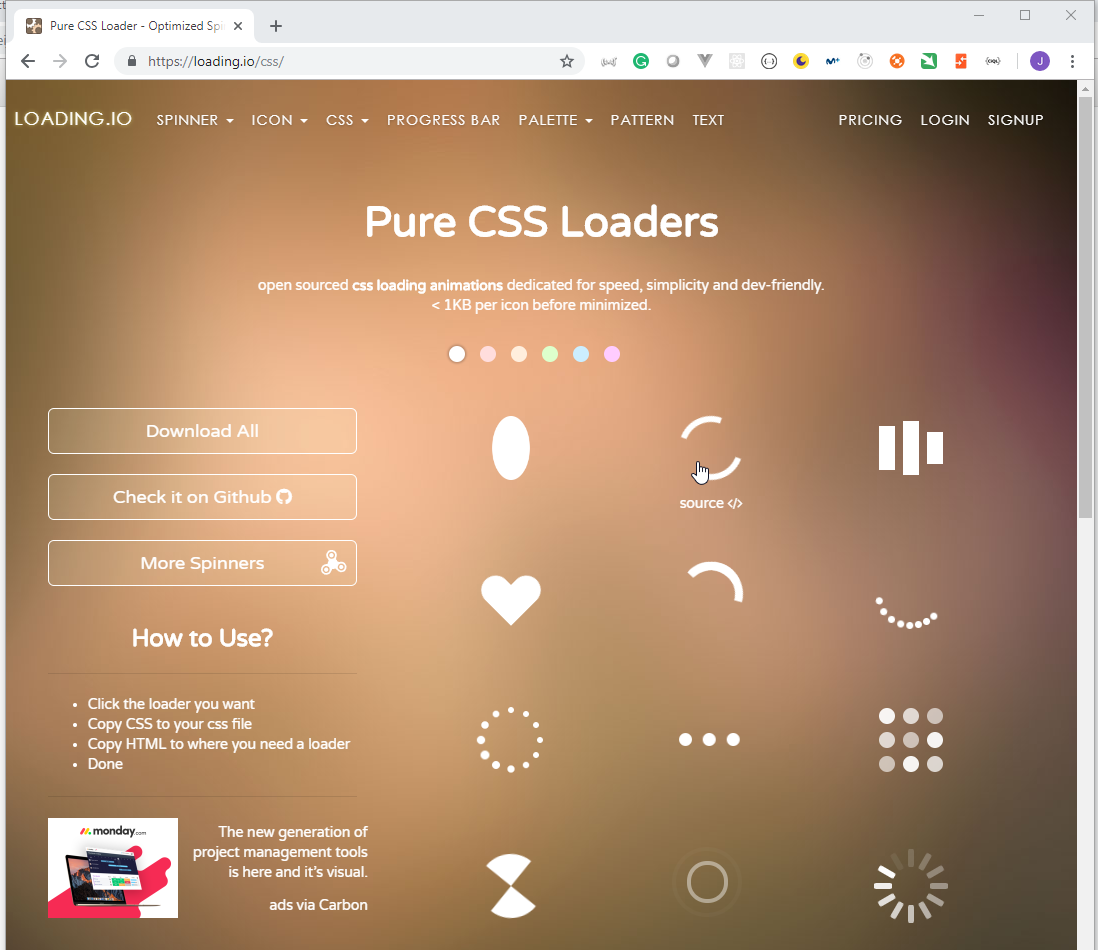 Pure CSS Loader - Optimized Spi
https://loading.io/css/
J
LOADING.IO SPINNER ICON CSS PROGRESS BAR PALETTE PATTERN TEXT PRICING LOGIN SIGNUP
Pure CSS Loaders
open sourced css loading animations dedicated for speed, simplicity and dev-friendly.
< 1KB per icon before minimized.
Download All
Check it on Github
More Spinners
source </>
How to Use?
• Click the loader you want
• Copy CSS to your css file
• Copy HTML to where you need a loader
• Done
monday.com
The new generation of
project management tools
is here and it's visual.
ads via Carbon